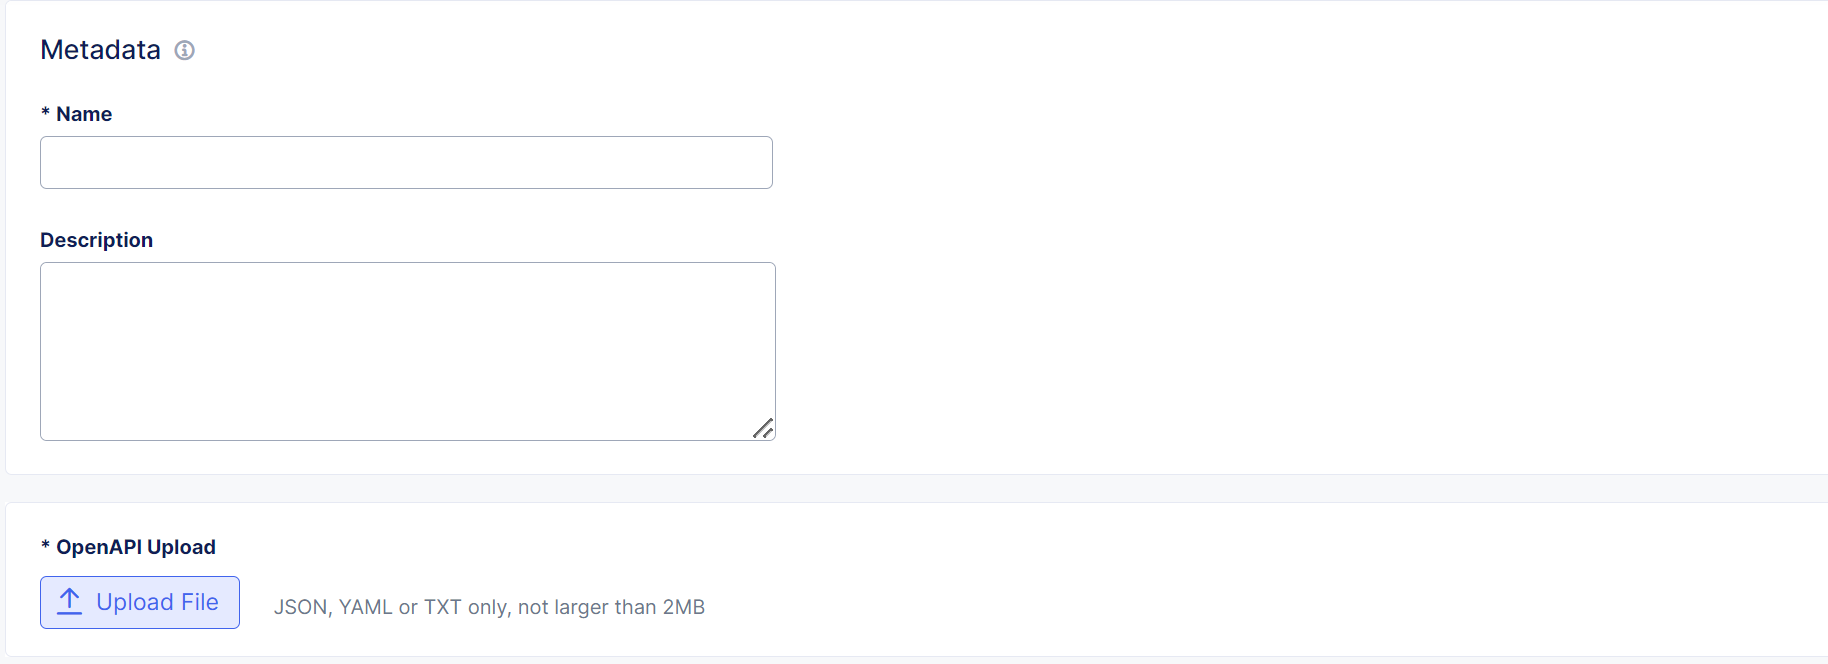 Metadata
* Name
Description
* OpenAPI Upload
Upload File
JSON, YAML or TXT only, not larger than 2MB